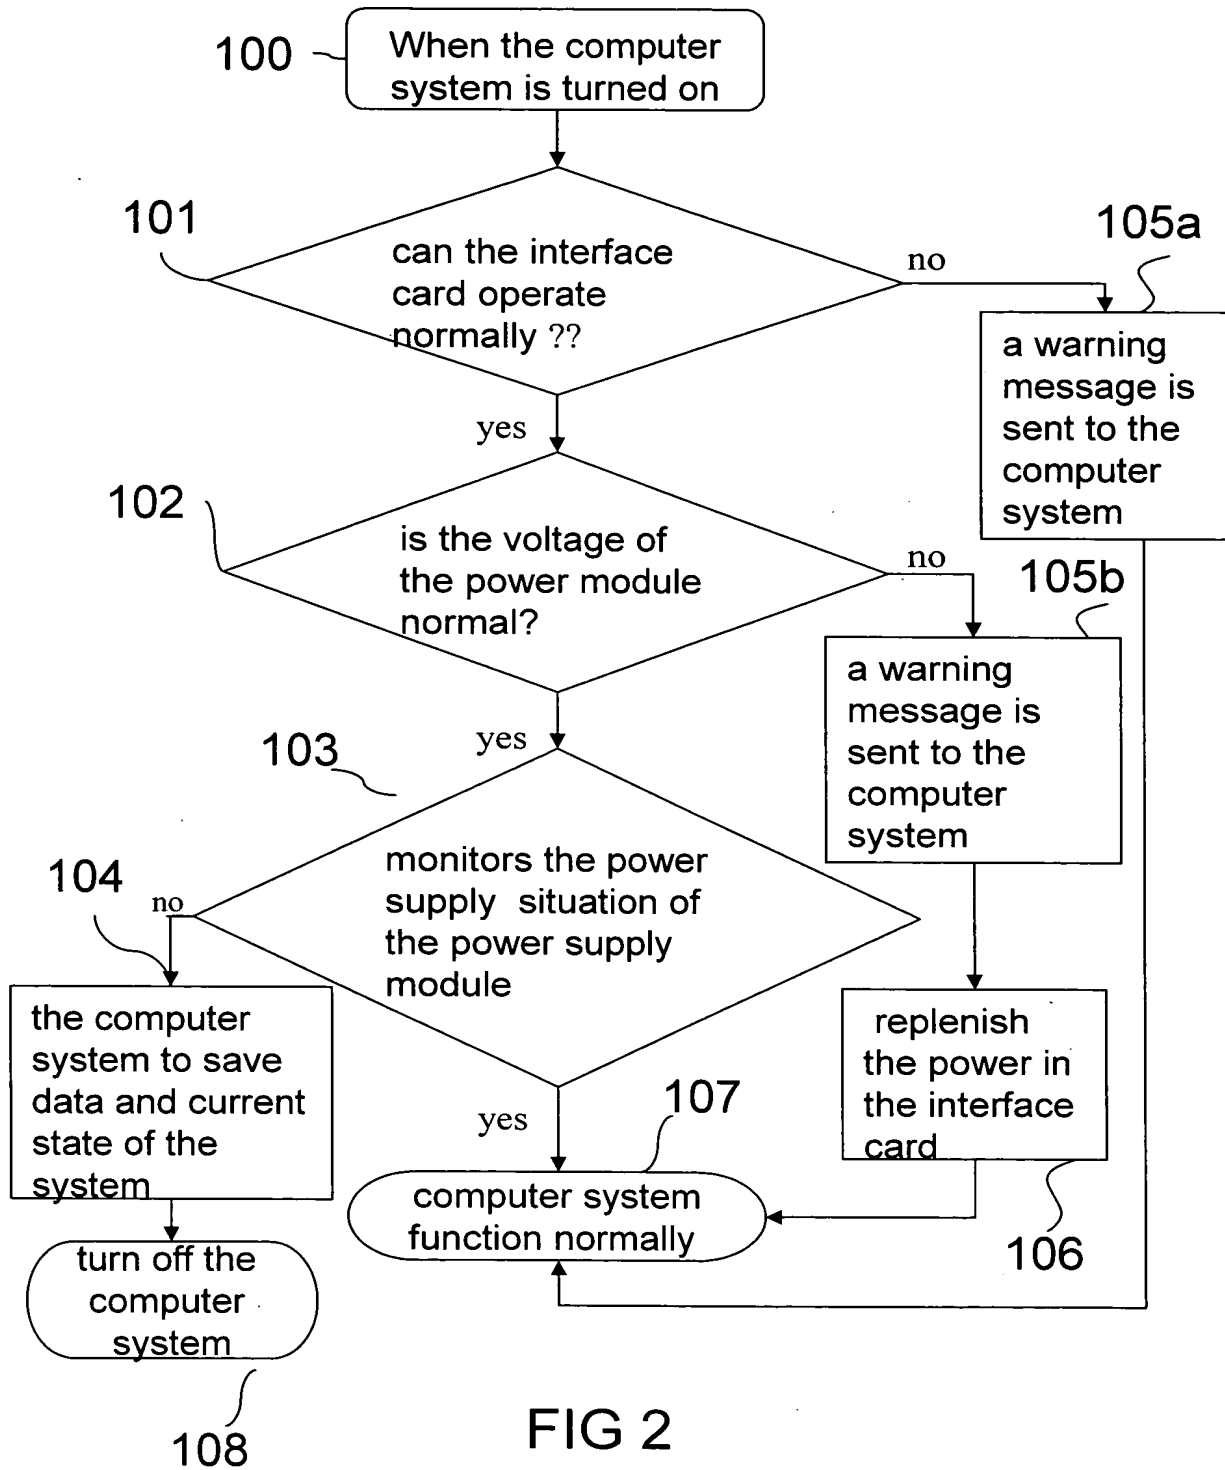 100
When the computer
system is turned on
101
can the interface
card operate
normally ??
no
105a
a warning
message is
sent to the
computer
system
yes
102
is the voltage of
the power module
normal?
no
105b
a warning
message is
sent to the
computer
system
yes
103
monitors the power
supply situation of
the power supply
module
104
no
the computer
system to save
data and current
state of the
system
replenish
the power in
the interface
card
106
yes
107
computer system
function normally
turn off the
computer
system
108
FIG 2